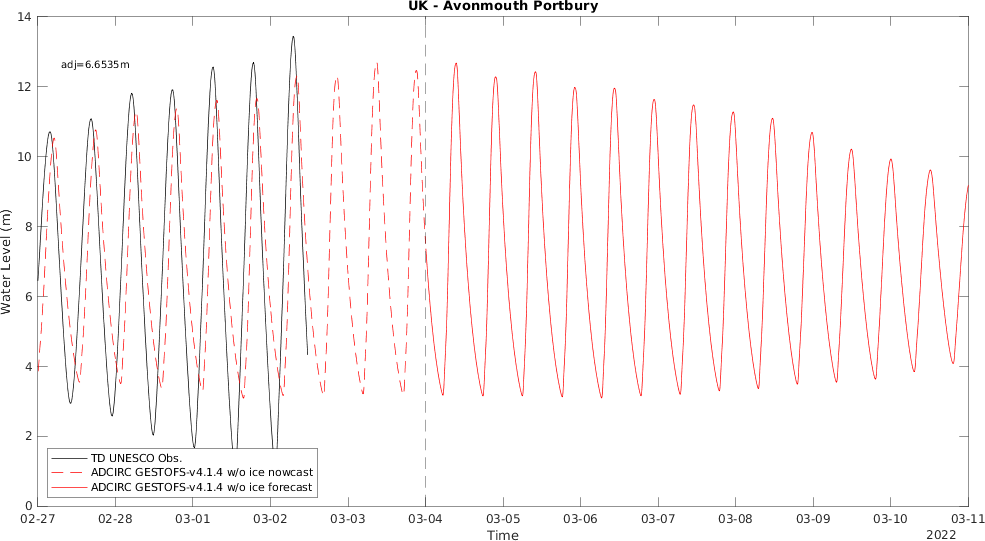 UK - Avonmouth Portbury
14
12
10
8
6
4
2
0
Water Level (m)
adj=6.6535m
TD UNESCO Obs.
ADCIRC GESTOFS-v4.1.4 w/o ice nowcast
ADCIRC GESTOFS-v4.1.4 w/o ice forecast
02-27 02-28 03-01 03-02 03-03 03-04 03-05 03-06 03-07 03-08 03-09 03-10 03-11
Time
2022